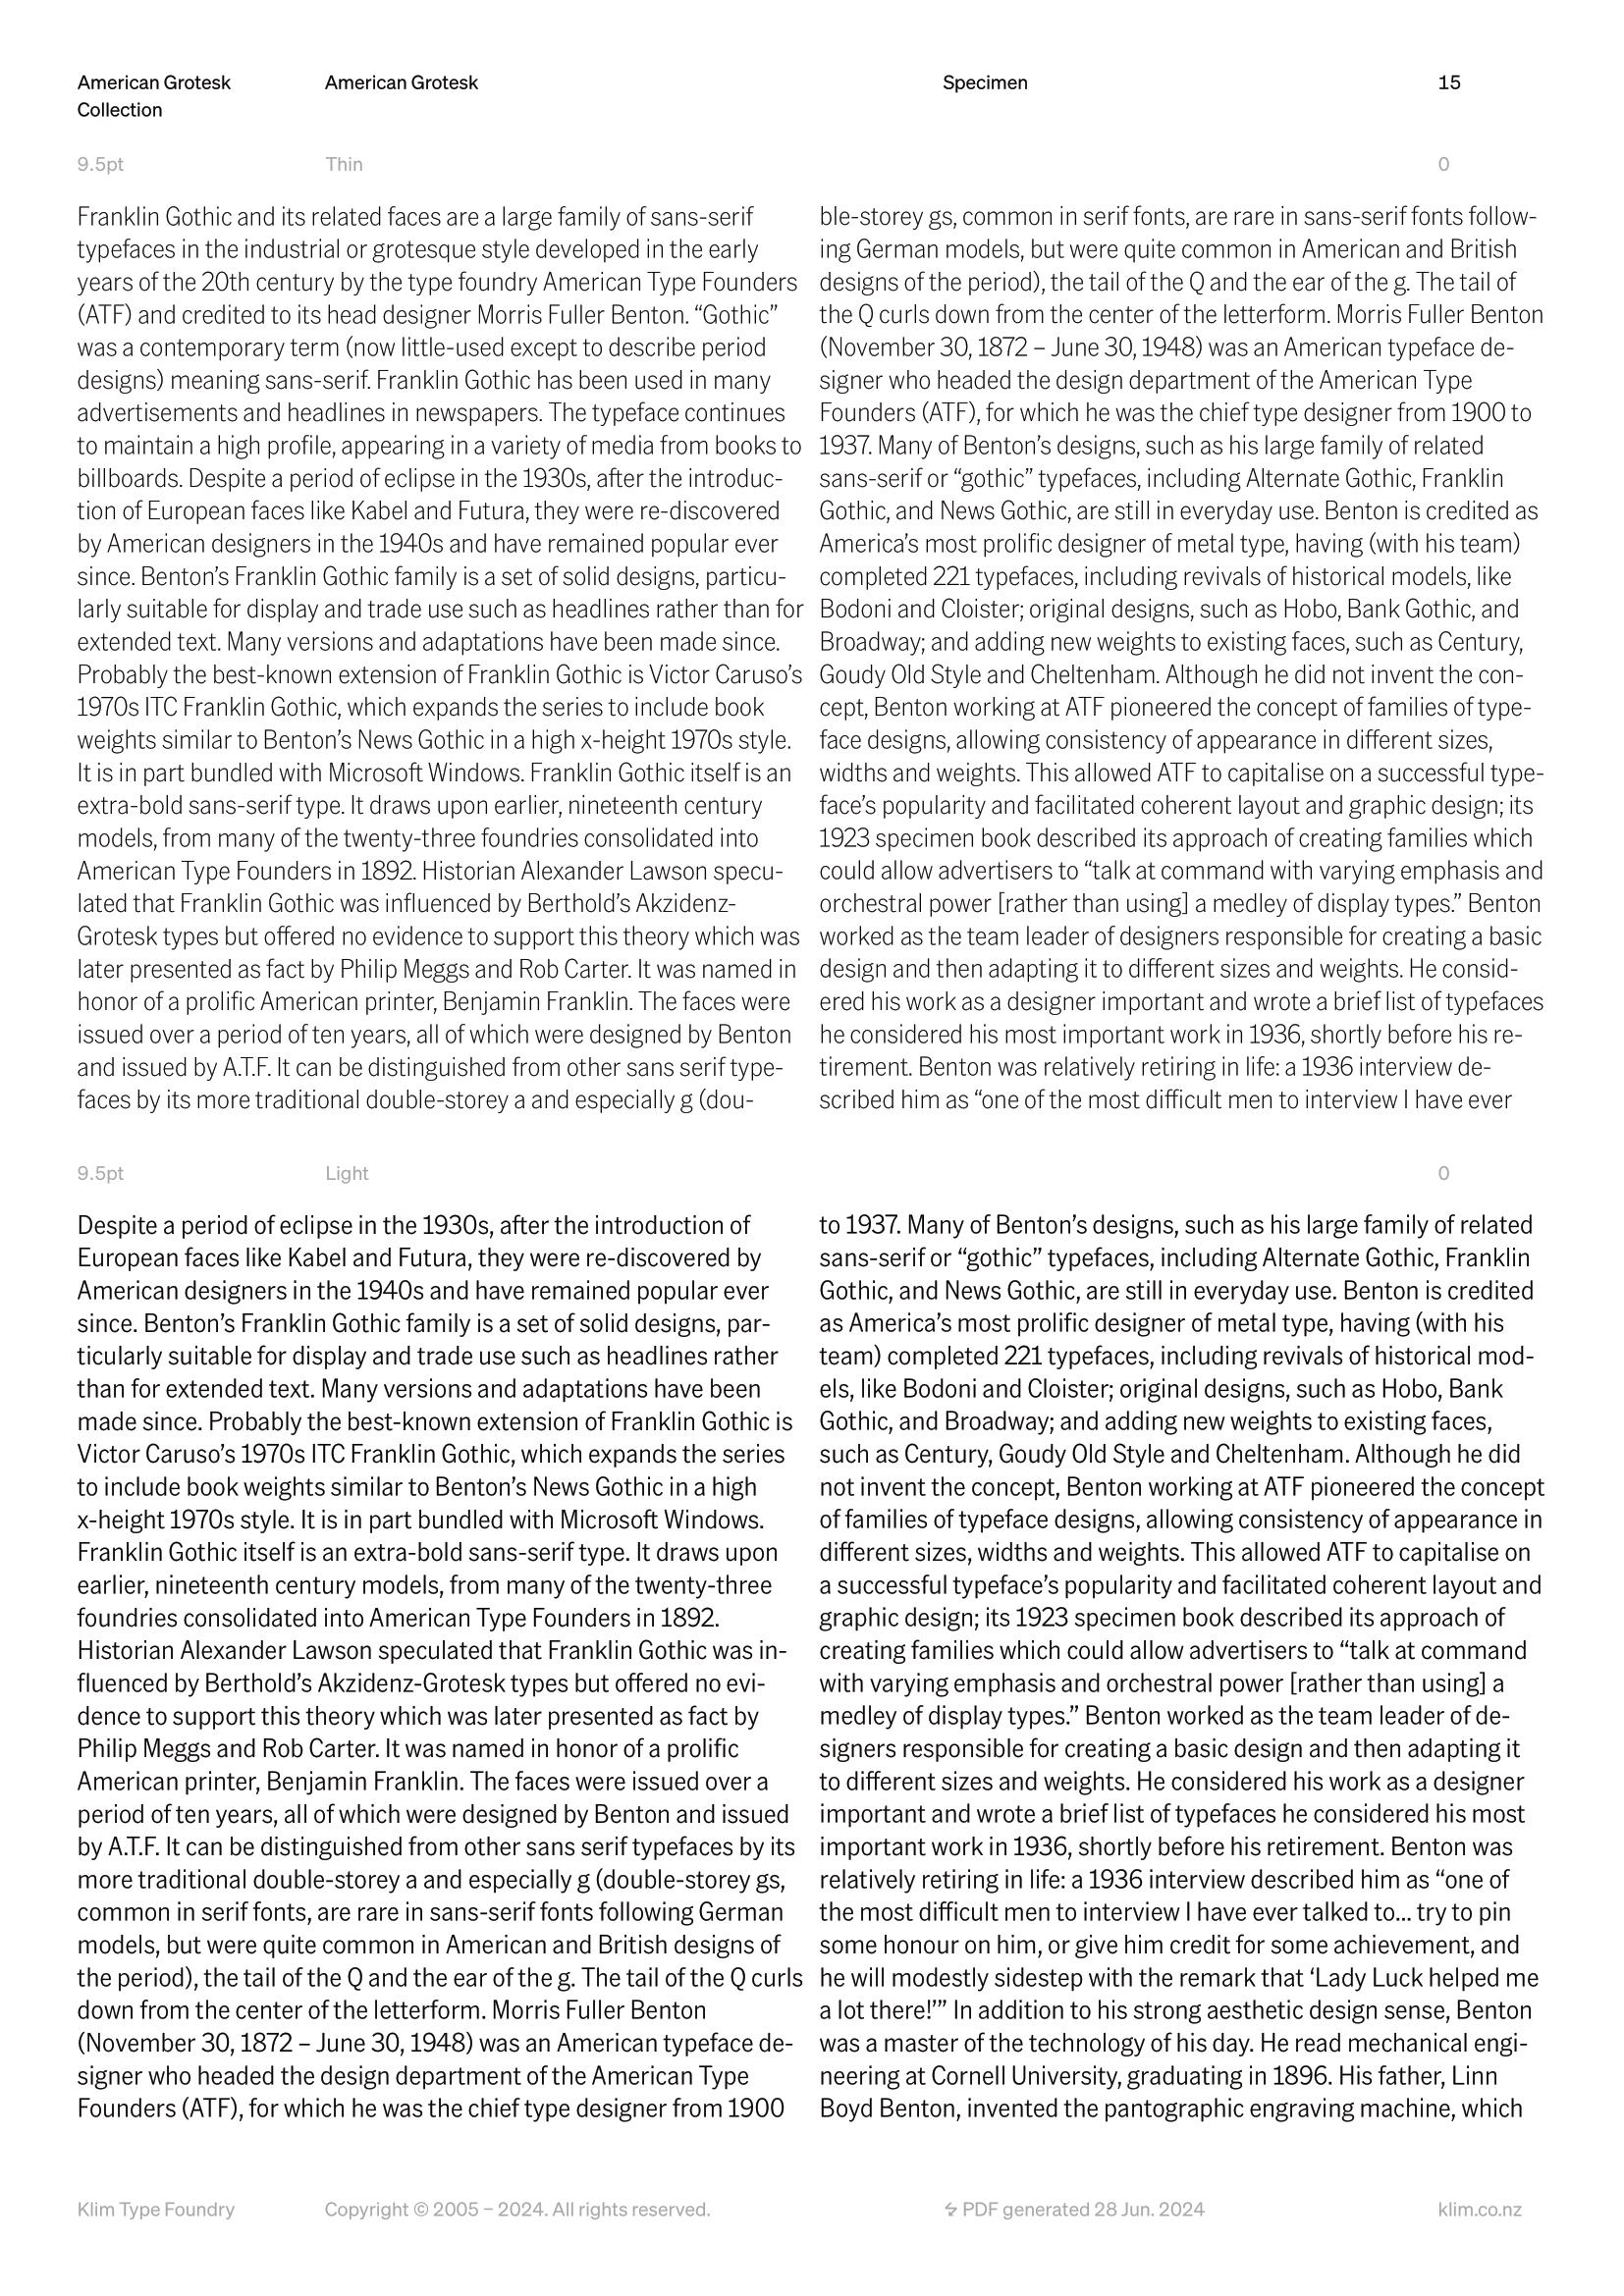 American Grotesk
Collection
American Grotesk
Specimen
15
9.5pt
Thin
0
Franklin Gothic and its related faces are a large family of sans-serif
typefaces in the industrial or grotesque style developed in the early
years of the 20th century by the type foundry American Type Founders
(ATF) and credited to its head designer Morris Fuller Benton. “Gothic”
was a contemporary term (now little-used except to describe period
designs) meaning sans-serif. Franklin Gothic has been used in many
advertisements and headlines in newspapers. The typeface continues
to maintain a high profile, appearing in a variety of media from books to
billboards. Despite a period of eclipse in the 1930s, after the introduc-
tion of European faces like Kabel and Futura, they were re-discovered
by American designers in the 1940s and have remained popular ever
since. Benton’s Franklin Gothic family is a set of solid designs, particu-
larly suitable for display and trade use such as headlines rather than for
extended text. Many versions and adaptations have been made since.
Probably the best-known extension of Franklin Gothic is Victor Caruso’s
1970s ITC Franklin Gothic, which expands the series to include book
weights similar to Benton’s News Gothic in a high x-height 1970s style.
It is in part bundled with Microsoft Windows. Franklin Gothic itself is an
extra-bold sans-serif type. It draws upon earlier, nineteenth century
models, from many of the twenty-three foundries consolidated into
American Type Founders in 1892. Historian Alexander Lawson specu-
lated that Franklin Gothic was influenced by Berthold’s Akzidenz-
Grotesk types but offered no evidence to support this theory which was
later presented as fact by Philip Meggs and Rob Carter. It was named in
honor of a prolific American printer, Benjamin Franklin. The faces were
issued over a period of ten years, all of which were designed by Benton
and issued by A.T.F. It can be distinguished from other sans serif type-
faces by its more traditional double-storey a and especially g (dou-
ble-storey gs, common in serif fonts, are rare in sans-serif fonts follow-
ing German models, but were quite common in American and British
designs of the period), the tail of the Q and the ear of the g. The tail of
the Q curls down from the center of the letterform. Morris Fuller Benton
(November 30, 1872 – June 30, 1948) was an American typeface de-
signer who headed the design department of the American Type
Founders (ATF), for which he was the chief type designer from 1900 to
1937. Many of Benton’s designs, such as his large family of related
sans-serif or “gothic” typefaces, including Alternate Gothic, Franklin
Gothic, and News Gothic, are still in everyday use. Benton is credited as
America’s most prolific designer of metal type, having (with his team)
completed 221 typefaces, including revivals of historical models, like
Bodoni and Cloister; original designs, such as Hobo, Bank Gothic, and
Broadway; and adding new weights to existing faces, such as Century,
Goudy Old Style and Cheltenham. Although he did not invent the con-
cept, Benton working at ATF pioneered the concept of families of type-
face designs, allowing consistency of appearance in different sizes,
widths and weights. This allowed ATF to capitalise on a successful type-
face’s popularity and facilitated coherent layout and graphic design; its
1923 specimen book described its approach of creating families which
could allow advertisers to “talk at command with varying emphasis and
orchestral power [rather than using] a medley of display types.” Benton
worked as the team leader of designers responsible for creating a basic
design and then adapting it to different sizes and weights. He consid-
ered his work as a designer important and wrote a brief list of typefaces
he considered his most important work in 1936, shortly before his re-
tirement. Benton was relatively retiring in life: a 1936 interview de-
scribed him as “one of the most difficult men to interview I have ever
9.5pt
Light
0
Despite a period of eclipse in the 1930s, after the introduction of
European faces like Kabel and Futura, they were re-discovered by
American designers in the 1940s and have remained popular ever
since. Benton’s Franklin Gothic family is a set of solid designs, par-
ticularly suitable for display and trade use such as headlines rather
than for extended text. Many versions and adaptations have been
made since. Probably the best-known extension of Franklin Gothic is
Victor Caruso’s 1970s ITC Franklin Gothic, which expands the series
to include book weights similar to Benton’s News Gothic in a high
x-height 1970s style. It is in part bundled with Microsoft Windows.
Franklin Gothic itself is an extra-bold sans-serif type. It draws upon
earlier, nineteenth century models, from many of the twenty-three
foundries consolidated into American Type Founders in 1892.
Historian Alexander Lawson speculated that Franklin Gothic was in-
fluenced by Berthold’s Akzidenz-Grotesk types but offered no evi-
dence to support this theory which was later presented as fact by
Philip Meggs and Rob Carter. It was named in honor of a prolific
American printer, Benjamin Franklin. The faces were issued over a
period of ten years, all of which were designed by Benton and issued
by A.T.F. It can be distinguished from other sans serif typefaces by its
more traditional double-storey a and especially g (double-storey gs,
common in serif fonts, are rare in sans-serif fonts following German
models, but were quite common in American and British designs of
the period), the tail of the Q and the ear of the g. The tail of the Q curls
down from the center of the letterform. Morris Fuller Benton
(November 30, 1872 – June 30, 1948) was an American typeface de-
signer who headed the design department of the American Type
Founders (ATF), for which he was the chief type designer from 1900
to 1937. Many of Benton’s designs, such as his large family of related
sans-serif or “gothic” typefaces, including Alternate Gothic, Franklin
Gothic, and News Gothic, are still in everyday use. Benton is credited
as America’s most prolific designer of metal type, having (with his
team) completed 221 typefaces, including revivals of historical mod-
els, like Bodoni and Cloister; original designs, such as Hobo, Bank
Gothic, and Broadway; and adding new weights to existing faces,
such as Century, Goudy Old Style and Cheltenham. Although he did
not invent the concept, Benton working at ATF pioneered the concept
of families of typeface designs, allowing consistency of appearance in
different sizes, widths and weights. This allowed ATF to capitalise on
a successful typeface’s popularity and facilitated coherent layout and
graphic design; its 1923 specimen book described its approach of
creating families which could allow advertisers to “talk at command
with varying emphasis and orchestral power [rather than using] a
medley of display types.” Benton worked as the team leader of de-
signers responsible for creating a basic design and then adapting it
to different sizes and weights. He considered his work as a designer
important and wrote a brief list of typefaces he considered his most
important work in 1936, shortly before his retirement. Benton was
relatively retiring in life: a 1936 interview described him as “one of
the most difficult men to interview I have ever talked to... try to pin
some honour on him, or give him credit for some achievement, and
he will modestly sidestep with the remark that ‘Lady Luck helped me
a lot there!’” In addition to his strong aesthetic design sense, Benton
was a master of the technology of his day. He read mechanical engi-
neering at Cornell University, graduating in 1896. His father, Linn
Boyd Benton, invented the pantographic engraving machine, which
Klim Type Foundry
Copyright © 2005 – 2024. All rights reserved.
PDF generated 28 Jun. 2024
klim.co.nz